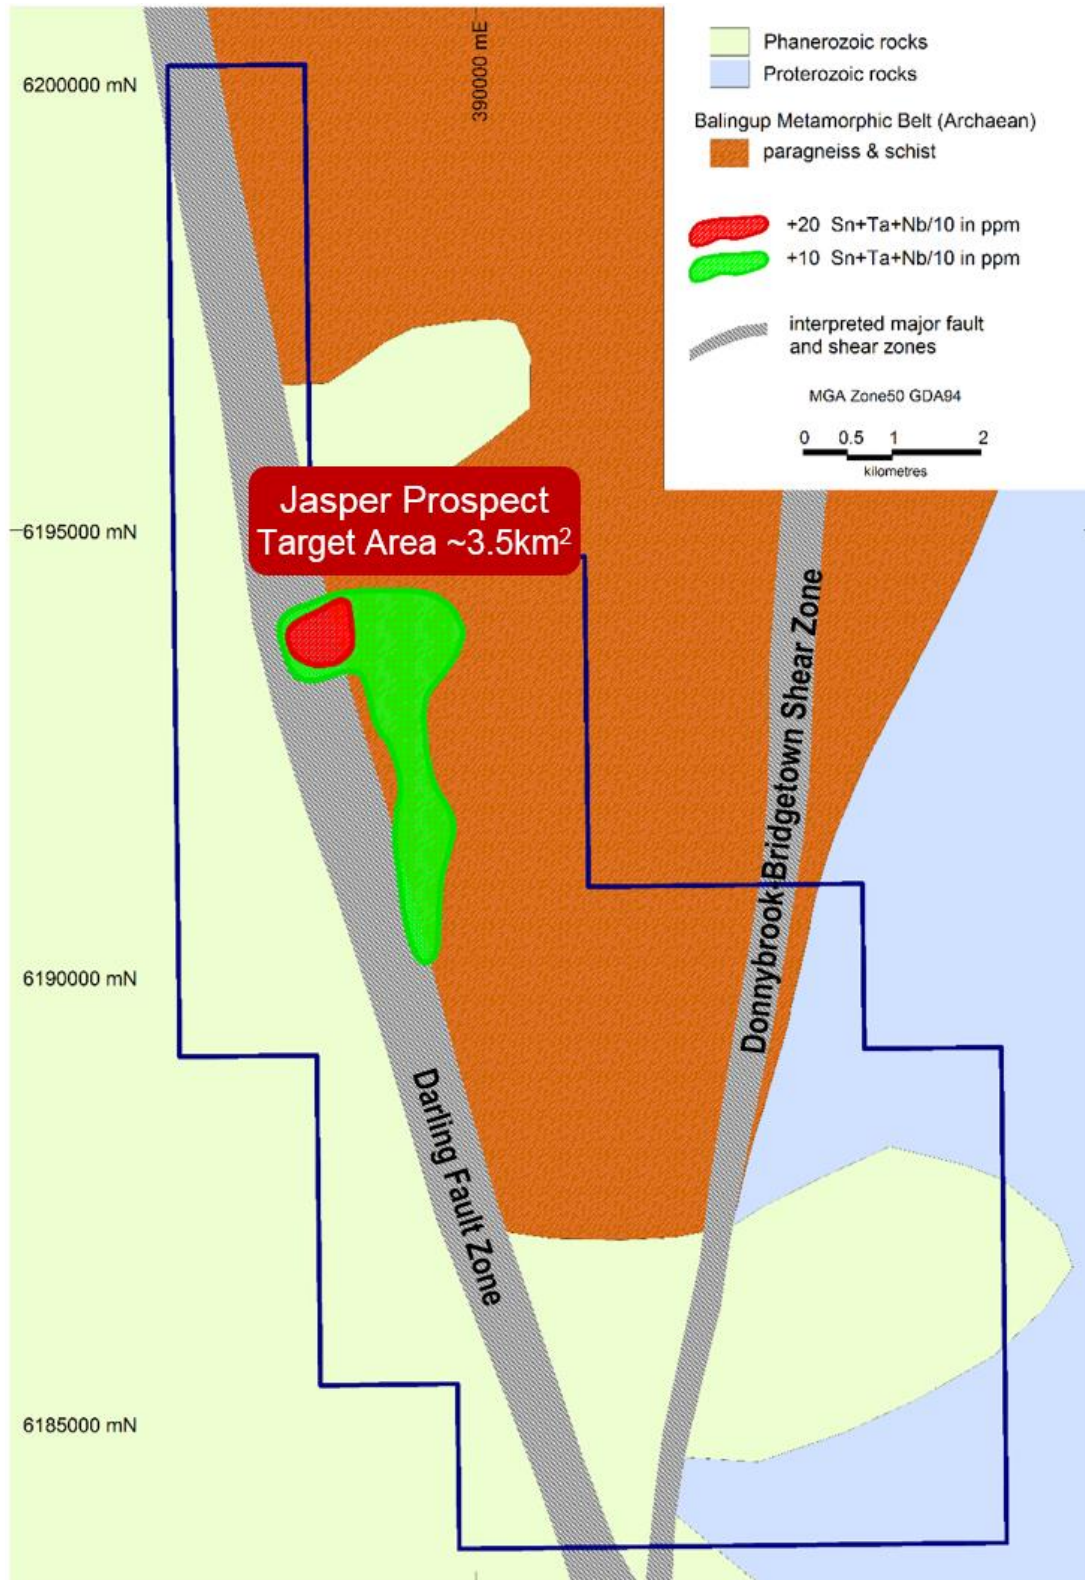 6200000 mN
390000 mE
Phanerozoic rocks
Proterozoic rocks
Balingup Metamorphic Belt (Archaean)
paragneiss & schist
+20 Sn+Ta+Nb/10 in ppm
+10 Sn+Ta+Nb/10 in ppm
interpreted major fault
and shear zones
MGA Zone50 GDA94
0 0.5 1 2
kilometres
Jasper Prospect
Target Area ~3.5km²
6195000 mN
Donnybrook-Bridgetown Shear Zone
6190000 mN
Darling Fault Zone
6185000 mN